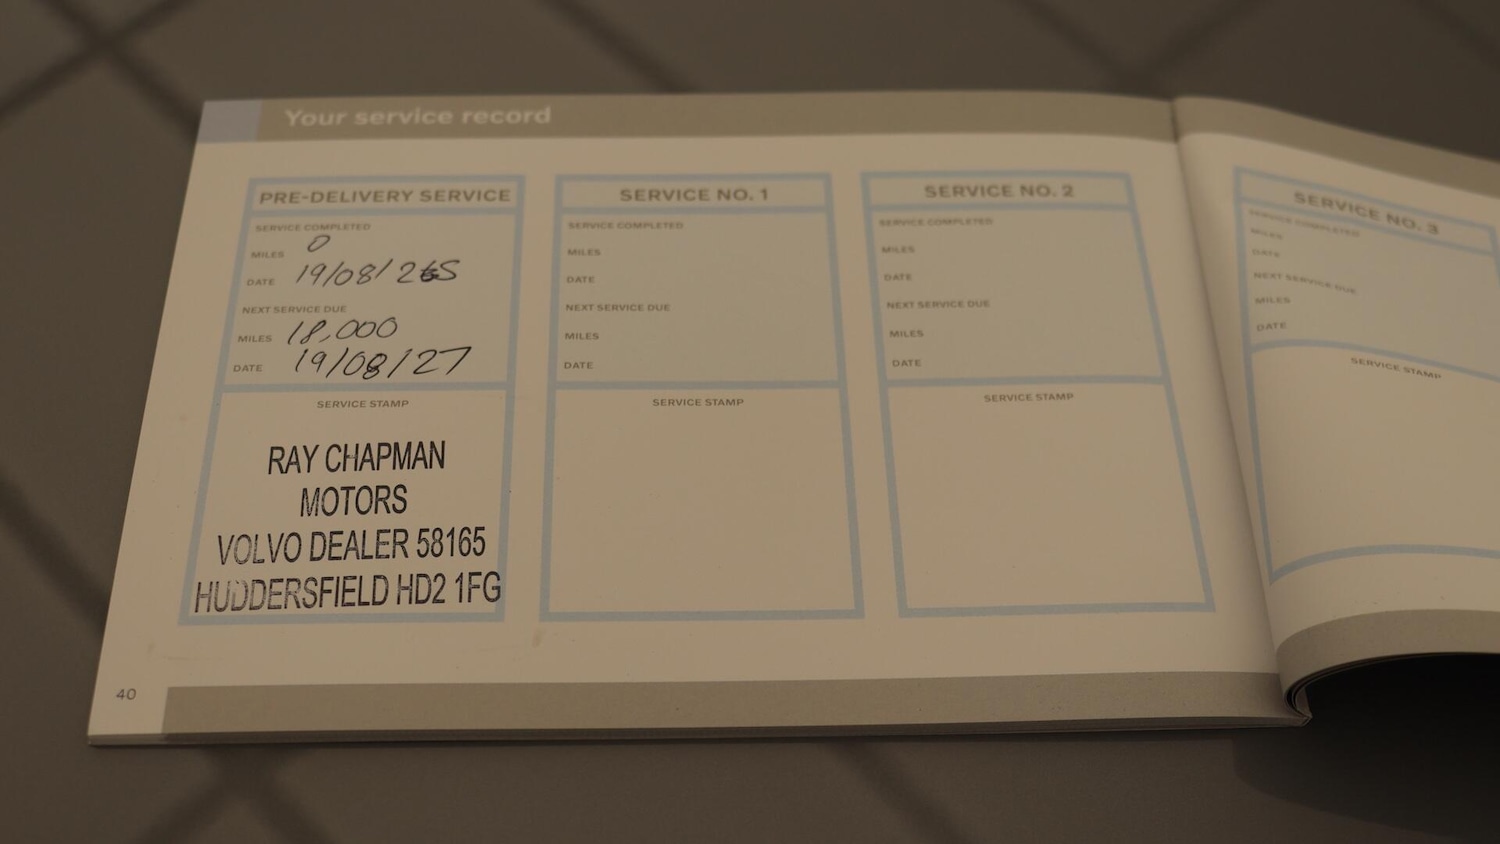 Your service record
PRE-DELIVERY SERVICE
SERVICE COMPLETED
MILES 0
DATE 19/08/25
NEXT SERVICE DUE
MILES 18,000
DATE 19/08/27
SERVICE STAMP
RAY CHAPMAN
MOTORS
VOLVO DEALER 58165
HUDDERSFIELD HD2 1FG
SERVICE NO. 1
SERVICE COMPLETED
MILES
DATE
NEXT SERVICE DUE
MILES
DATE
SERVICE STAMP
SERVICE NO. 2
SERVICE COMPLETED
MILES
DATE
NEXT SERVICE DUE
MILES
DATE
SERVICE STAMP
SERVICE NO. 3
SERVICE COMPLETED
MILES
DATE
NEXT SERVICE DUE
MILES
DATE
SERVICE STAMP
40